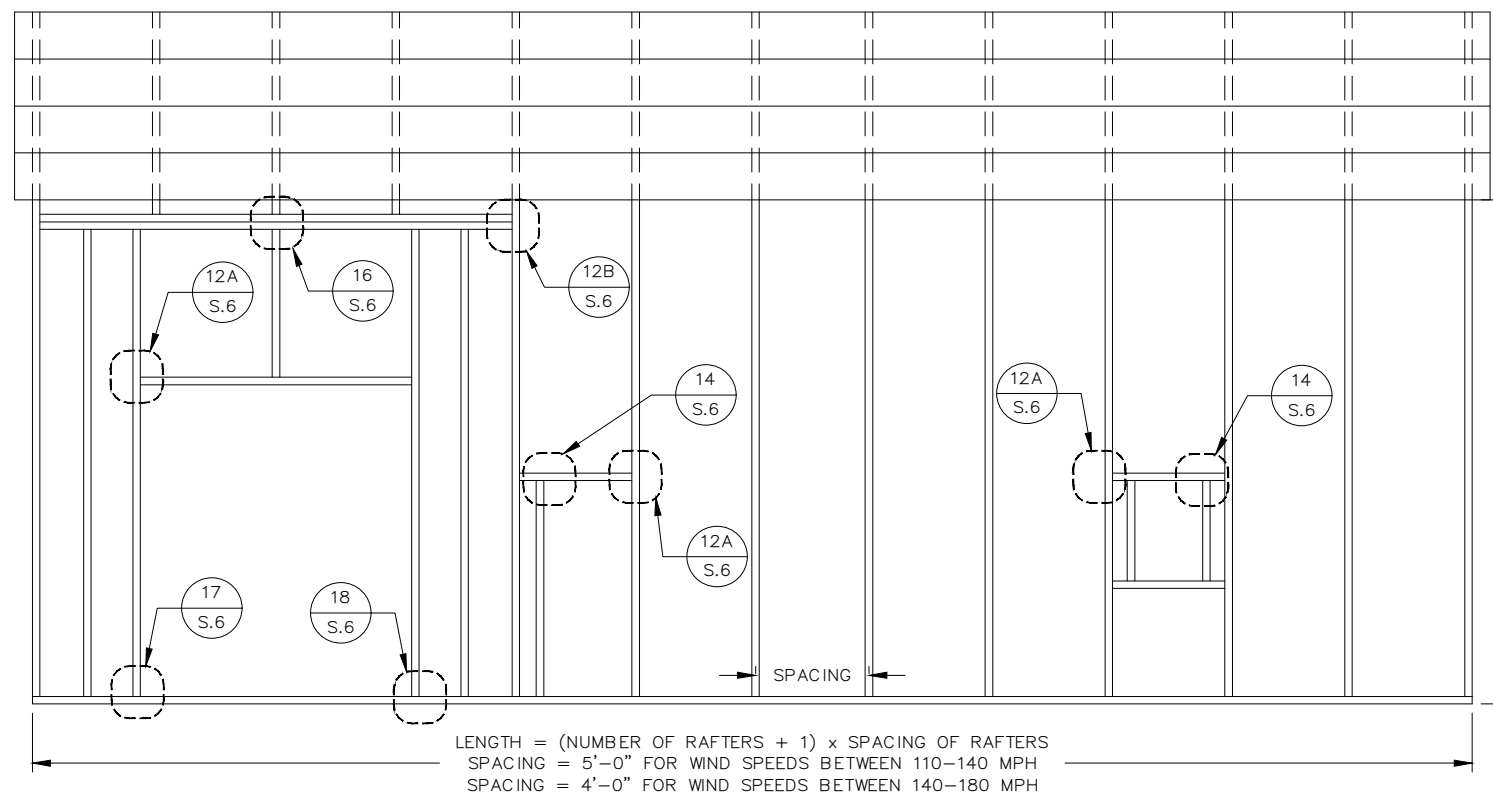 12A
S.6
16
S.6
12B
S.6
14
S.6
12A
S.6
14
S.6
12A
S.6
17
S.6
18
S.6
SPACING
LENGTH = (NUMBER OF RAFTERS + 1) x SPACING OF RAFTERS
SPACING = 5'-0" FOR WIND SPEEDS BETWEEN 110-140 MPH
SPACING = 4'-0" FOR WIND SPEEDS BETWEEN 140-180 MPH